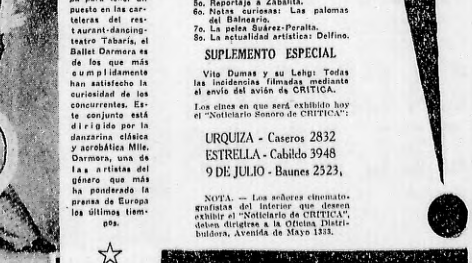 puesto en las car-
teleras del res-
taurant-dancing-
teatro Tabarís, el
Ballet Darmora es
de los que más
cumplidamente
han satisfecho la
curiosidad de los
concurrentes. Es-
te conjunto está
dirigido por la
danzarina clásica
y acrobática Mlle.
Darmora, una de
las artistas del
género que más
ha ponderado la
prensa de Europa
los últimos tiem-
pos.
5o. Reportaje a Zabalita.
6o. Notas curiosas: Las palomas
del Balneario.
7o. La pelea Suárez-Peralta.
8o. La actualidad artística: Delfino.
SUPLEMENTO ESPECIAL
Vito Dumas y su Lehg: Todas
las incidencias filmadas mediante
el envío del avión de CRITICA.
Los cines en que será exhibido hoy
el "Noticiario Sonoro de CRITICA":
URQUIZA - Caseros 2832
ESTRELLA - Cabildo 3948
9 DE JULIO - Baunes 2523,
NOTA. — Los señores cinemato-
grafistas del interior que deseen
exhibir el "Noticiario de CRITICA",
deben dirigirse a la Oficina Distri-
buidora, Avenida de Mayo 1333.